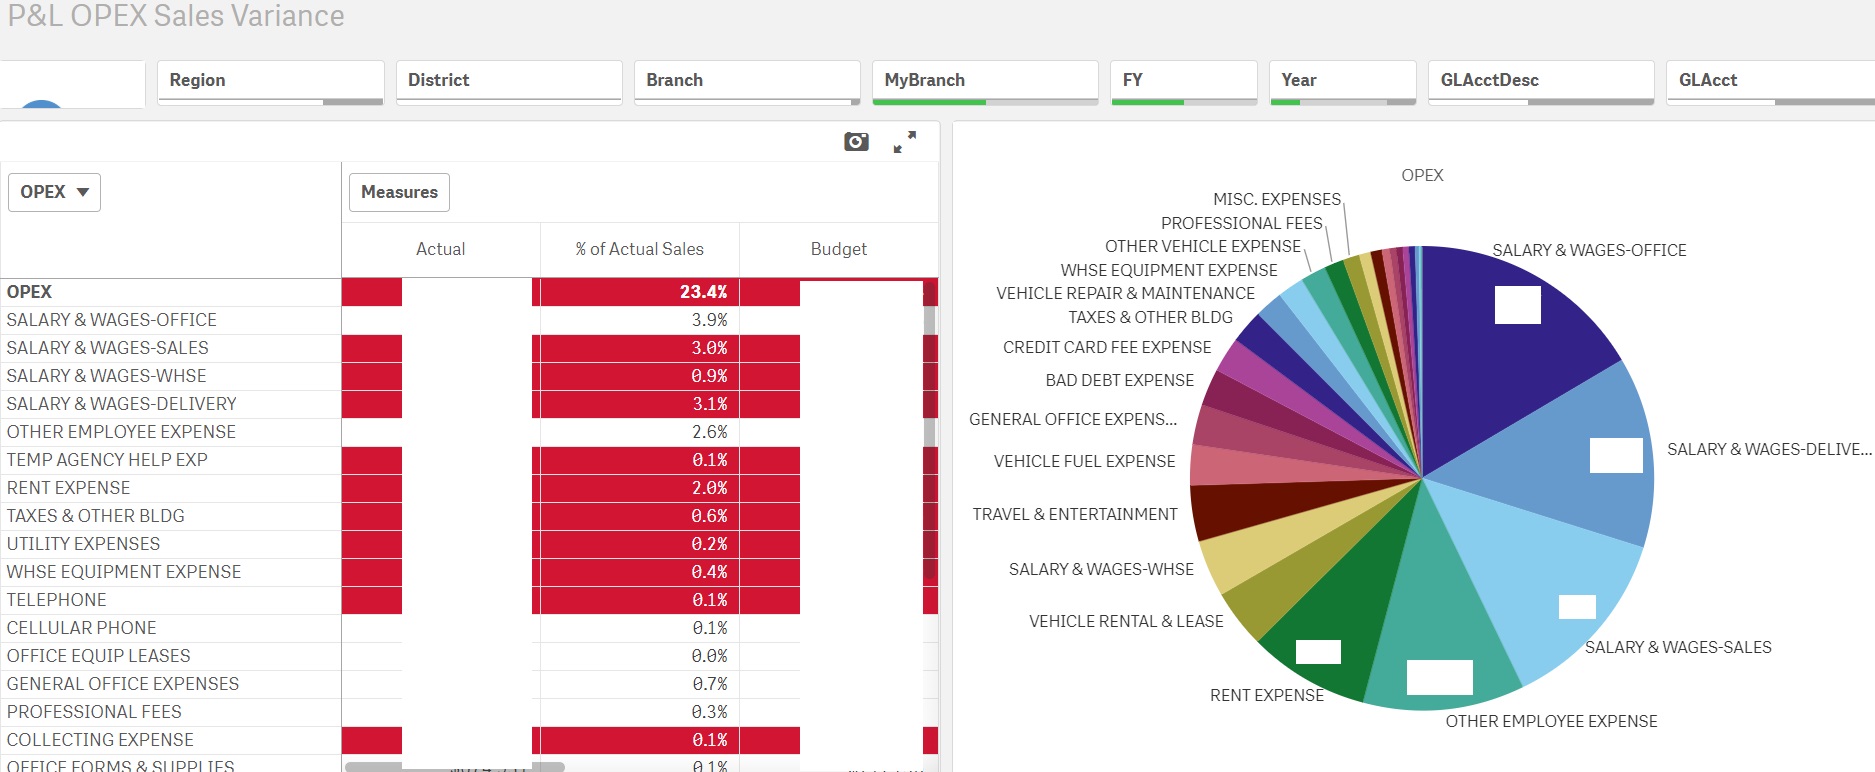 P&L OPEX Sales Variance
Region
District
Branch
MyBranch
FY
Year
GLAcctDesc
GLAcct
OPEX
Measures
Actual
% of Actual Sales
Budget
OPEX 23.4%
SALARY & WAGES-OFFICE 3.9%
SALARY & WAGES-SALES 3.0%
SALARY & WAGES-WHSE 0.9%
SALARY & WAGES-DELIVERY 3.1%
OTHER EMPLOYEE EXPENSE 2.6%
TEMP AGENCY HELP EXP 0.1%
RENT EXPENSE 2.0%
TAXES & OTHER BLDG 0.6%
UTILITY EXPENSES 0.2%
WHSE EQUIPMENT EXPENSE 0.4%
TELEPHONE 0.1%
CELLULAR PHONE 0.1%
OFFICE EQUIP LEASES 0.0%
GENERAL OFFICE EXPENSES 0.7%
PROFESSIONAL FEES 0.3%
COLLECTING EXPENSE 0.1%
OFFICE FORMS & SUPPLIES 0.1%
OPEX
MISC. EXPENSES
PROFESSIONAL FEES
OTHER VEHICLE EXPENSE
WHSE EQUIPMENT EXPENSE
VEHICLE REPAIR & MAINTENANCE
TAXES & OTHER BLDG
CREDIT CARD FEE EXPENSE
BAD DEBT EXPENSE
GENERAL OFFICE EXPENS...
VEHICLE FUEL EXPENSE
TRAVEL & ENTERTAINMENT
SALARY & WAGES-WHSE
VEHICLE RENTAL & LEASE
RENT EXPENSE
OTHER EMPLOYEE EXPENSE
SALARY & WAGES-SALES
SALARY & WAGES-DELIVE...
SALARY & WAGES-OFFICE